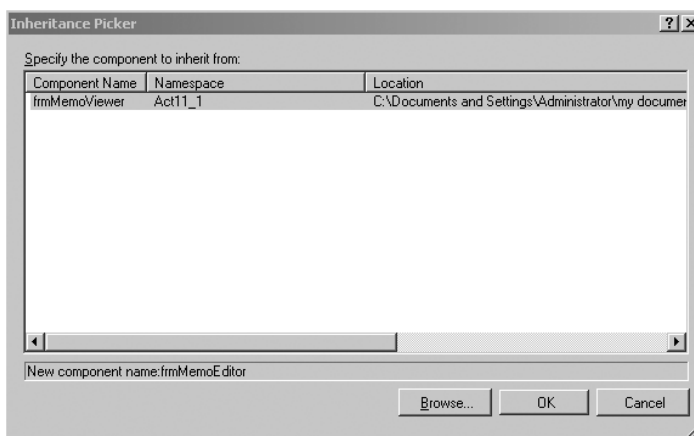 Inheritance Picker
? ×
Specify the component to inherit from:
Component Name Namespace Location
frmMemoViewer Act11_1 C:\Documents and Settings\Administrator\my documen
New component name:frmMemoEditor
Browse... OK Cancel